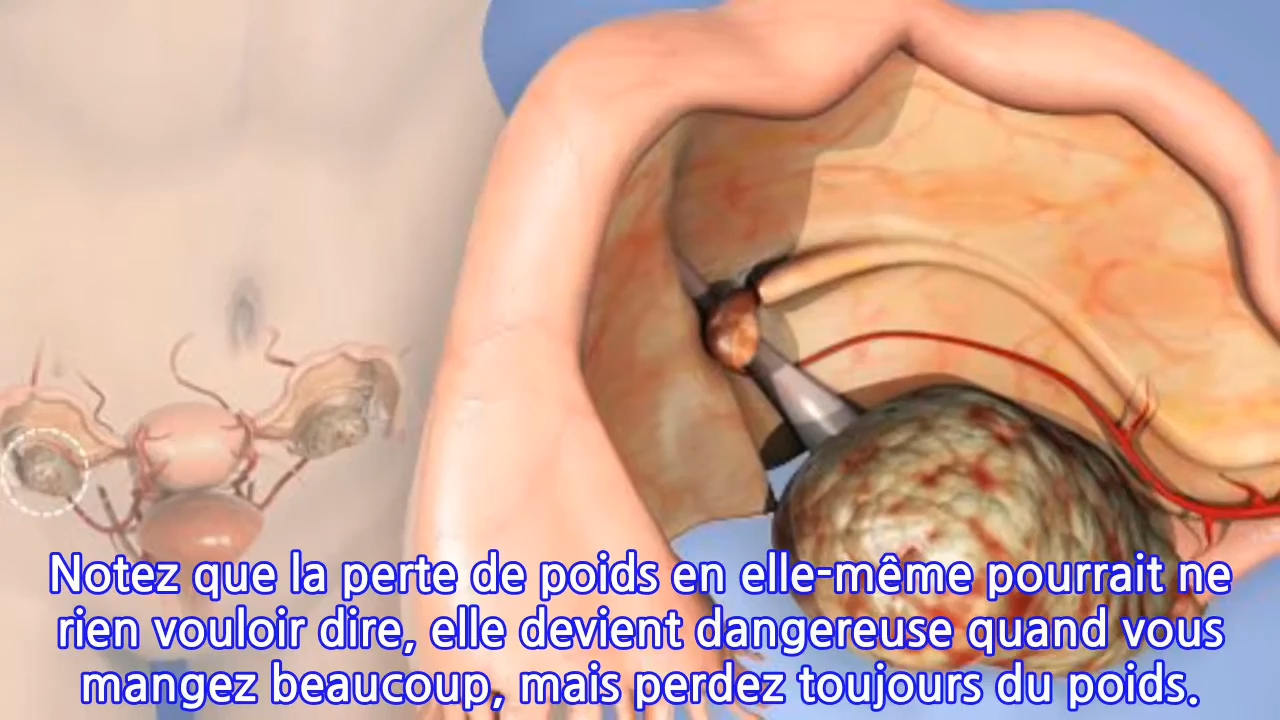 Notez que la perte de poids en elle-même pourrait ne
rien vouloir dire, elle devient dangereuse quand vous
mangez beaucoup, mais perdez toujours du poids.